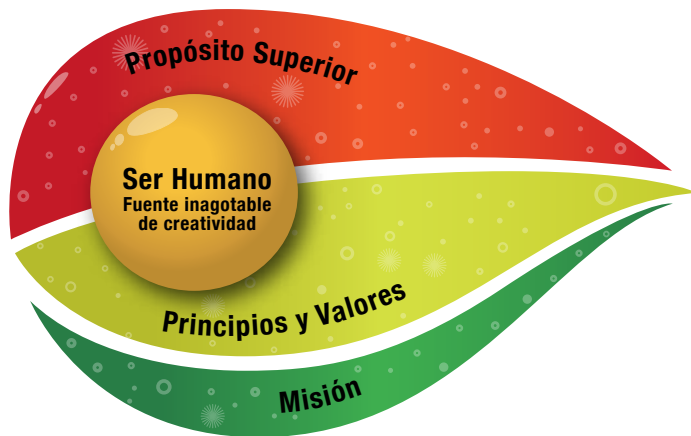 Propósito Superior
Ser Humano
Fuente inagotable
de creatividad
Principios y Valores
Misión